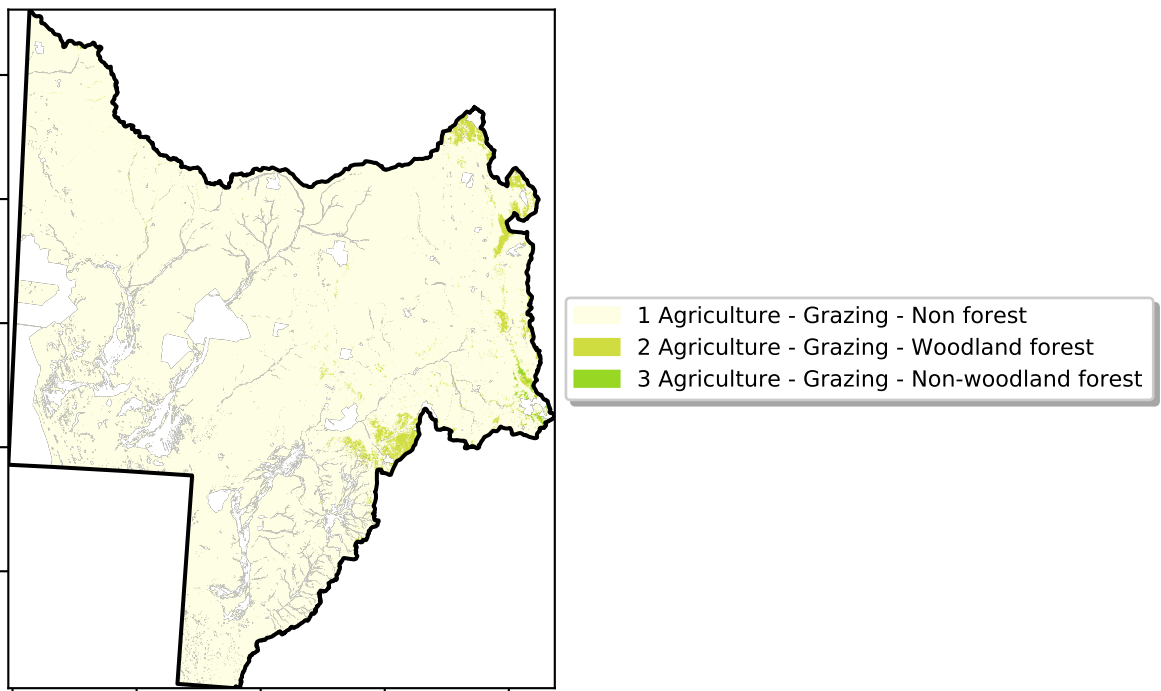 1 Agriculture - Grazing - Non forest
2 Agriculture - Grazing - Woodland forest
3 Agriculture - Grazing - Non-woodland forest